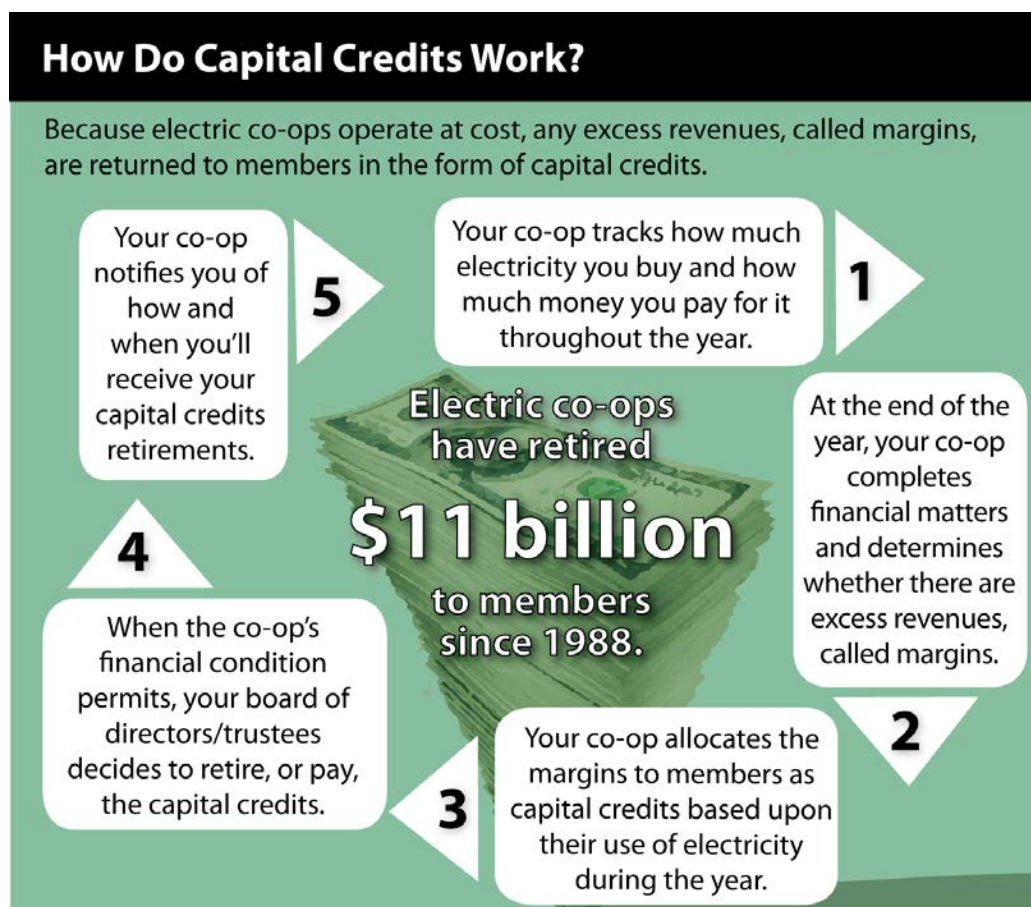 How Do Capital Credits Work?
Because electric co-ops operate at cost, any excess revenues, called margins,
are returned to members in the form of capital credits.
Your co-op tracks how much
electricity you buy and how
much money you pay for it
throughout the year.
1
At the end of the
year, your co-op
completes
financial matters
and determines
whether there are
excess revenues,
called margins.
2
Your co-op allocates the
margins to members as
capital credits based upon
their use of electricity
during the year.
3
When the co-op's
financial condition
permits, your board of
directors/trustees
decides to retire, or pay,
the capital credits.
4
Your co-op
notifies you of
how and
when you'll
receive your
capital credits
retirements.
5
Electric co-ops
have retired
$11 billion
to members
since 1988.